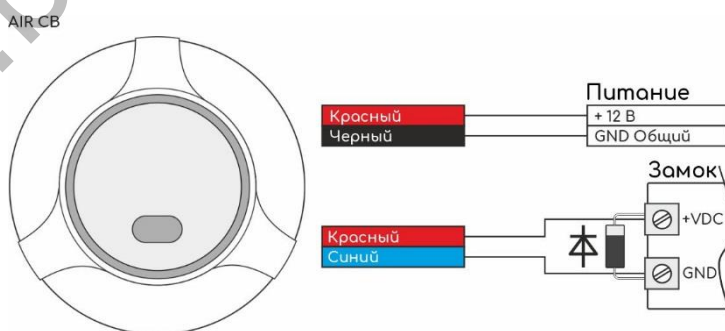 AIR CB
Питание
Красный
+ 12 В
Черный
GND Общий
Замок
+VDC
Красный
Синий
GND